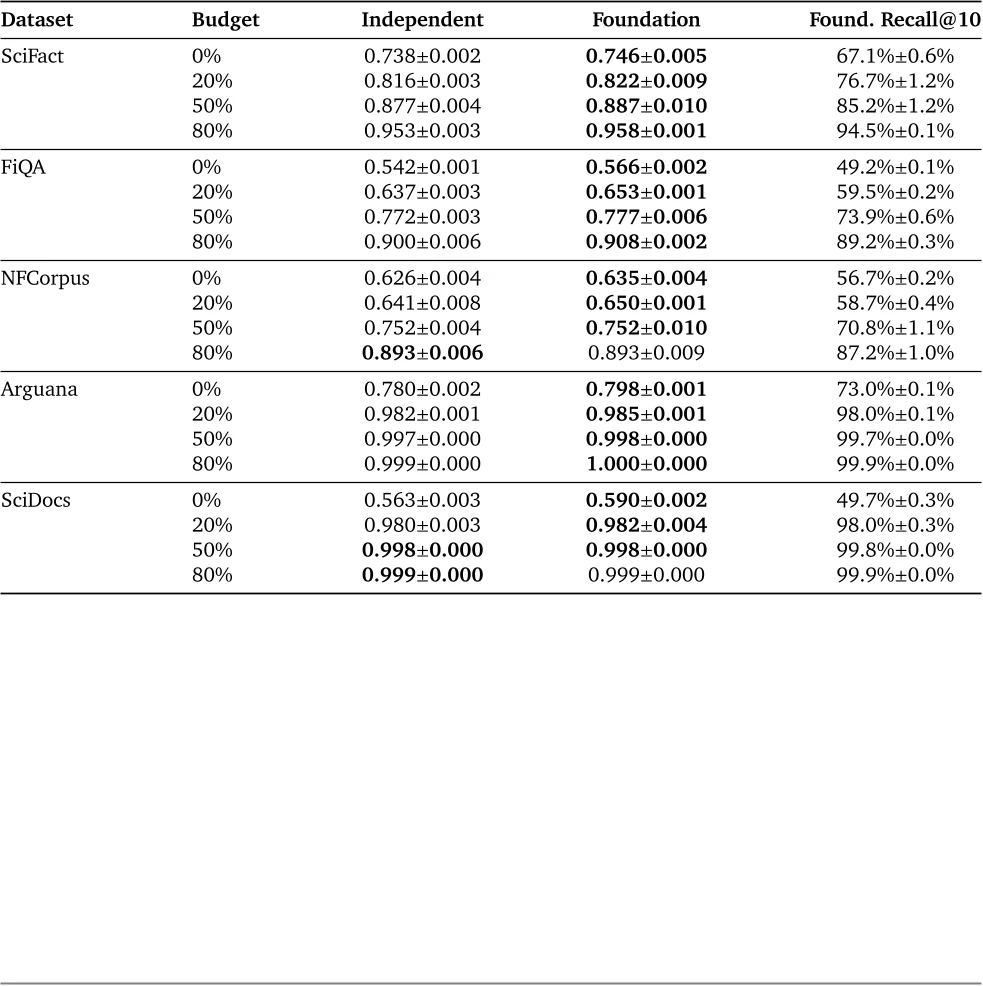 Dataset Budget Independent Foundation Found. Recall@10
SciFact 0% 0.738±0.002 0.746±0.005 67.1%±0.6%
20% 0.816±0.003 0.822±0.009 76.7%±1.2%
50% 0.877±0.004 0.887±0.010 85.2%±1.2%
80% 0.953±0.003 0.958±0.001 94.5%±0.1%
FiQA 0% 0.542±0.001 0.566±0.002 49.2%±0.1%
20% 0.637±0.003 0.653±0.001 59.5%±0.2%
50% 0.772±0.003 0.777±0.006 73.9%±0.6%
80% 0.900±0.006 0.908±0.002 89.2%±0.3%
NFCorpus 0% 0.626±0.004 0.635±0.004 56.7%±0.2%
20% 0.641±0.008 0.650±0.001 58.7%±0.4%
50% 0.752±0.004 0.752±0.010 70.8%±1.1%
80% 0.893±0.006 0.893±0.009 87.2%±1.0%
Arguana 0% 0.780±0.002 0.798±0.001 73.0%±0.1%
20% 0.982±0.001 0.985±0.001 98.0%±0.1%
50% 0.997±0.000 0.998±0.000 99.7%±0.0%
80% 0.999±0.000 1.000±0.000 99.9%±0.0%
SciDocs 0% 0.563±0.003 0.590±0.002 49.7%±0.3%
20% 0.980±0.003 0.982±0.004 98.0%±0.3%
50% 0.998±0.000 0.998±0.000 99.8%±0.0%
80% 0.999±0.000 0.999±0.000 99.9%±0.0%